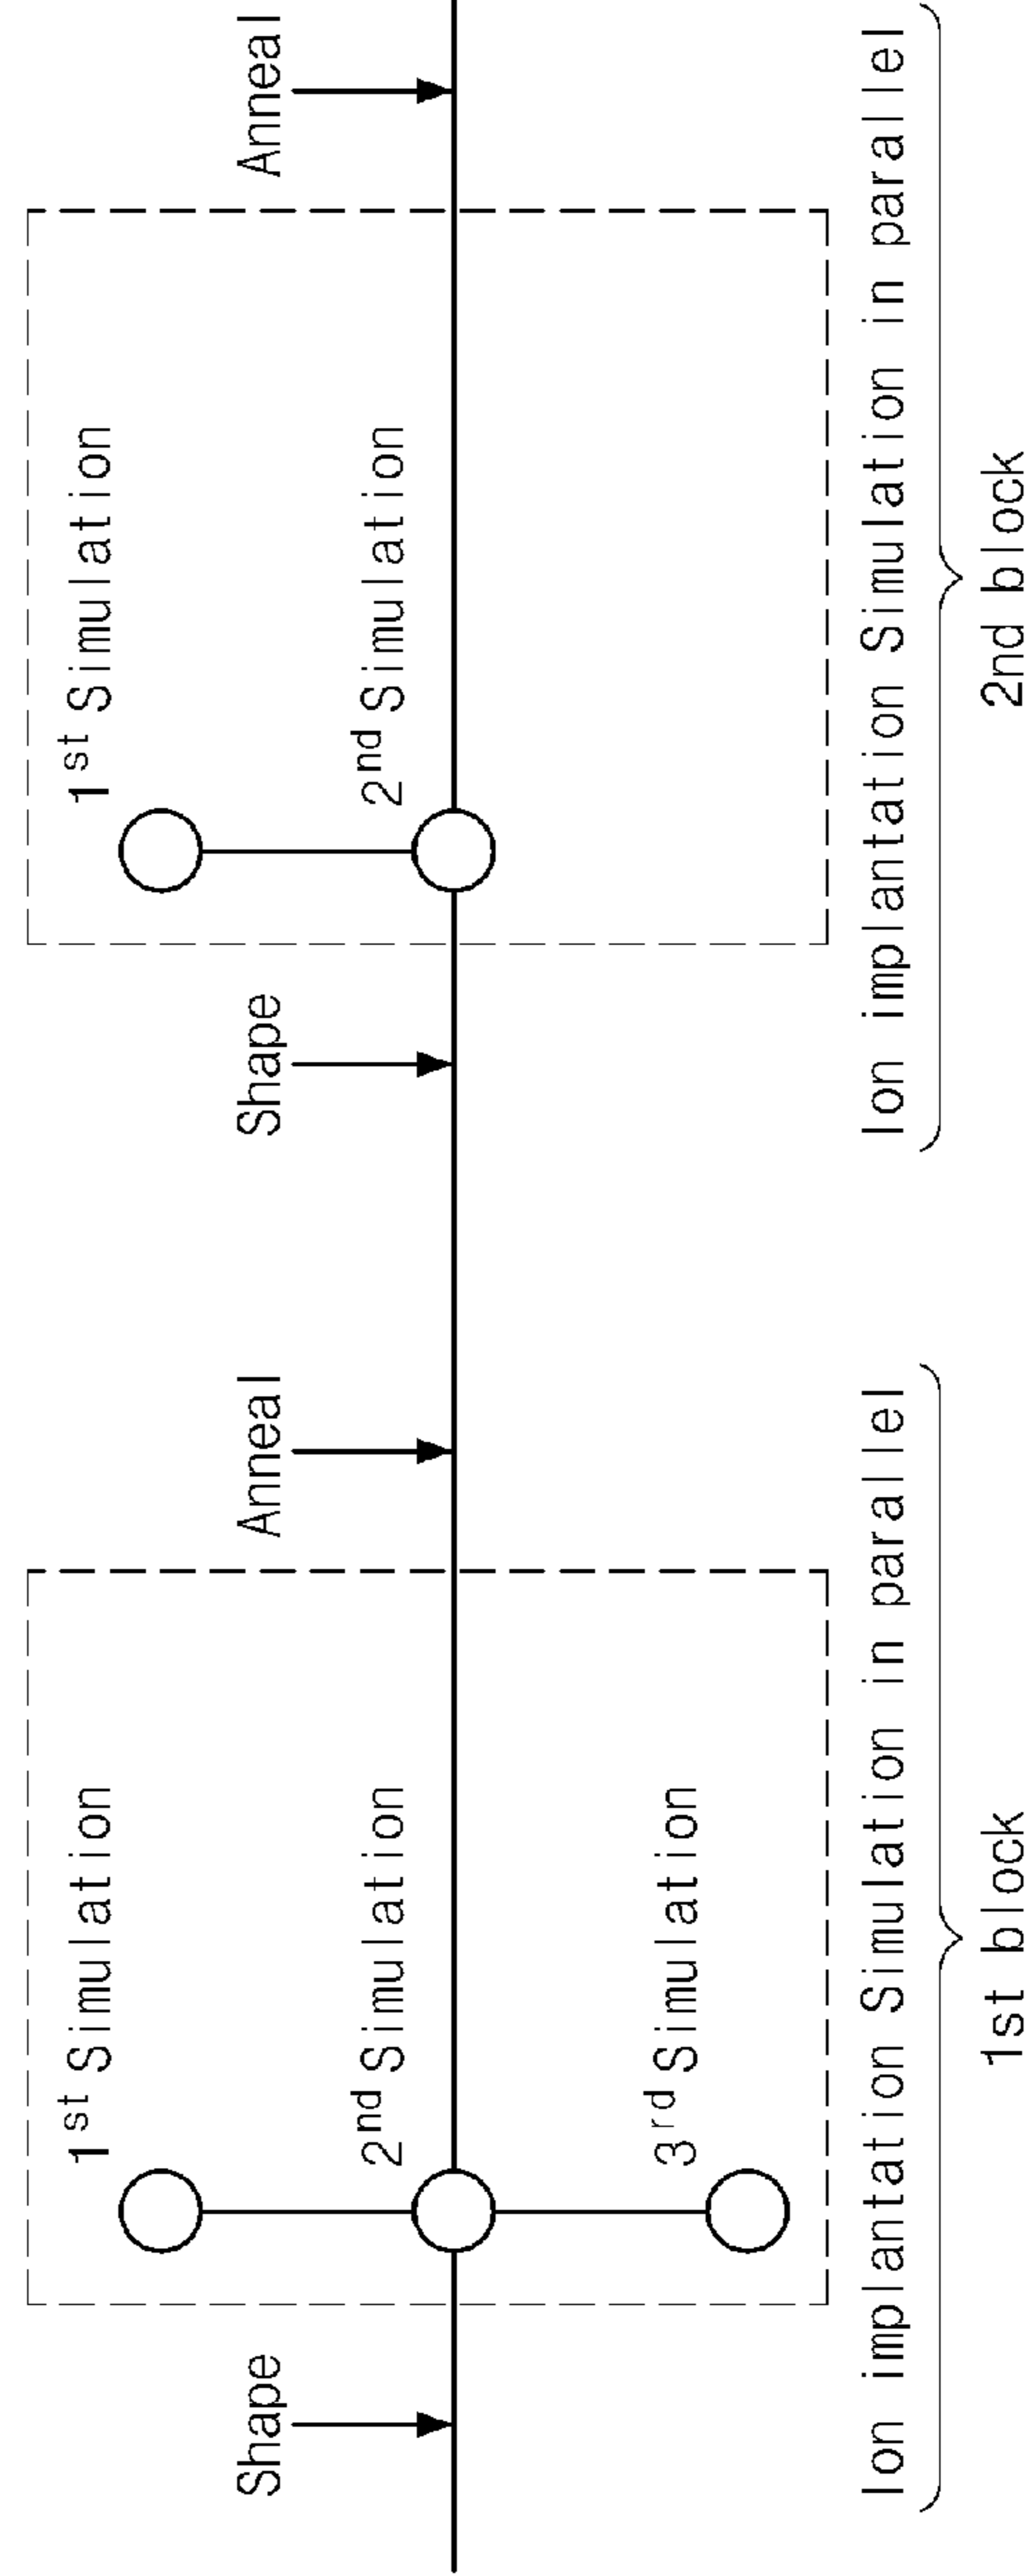 Shape
1st Simulation
2nd Simulation
3rd Simulation
Anneal
Ion implantation Simulation in parallel
1st block
Shape
1st Simulation
2nd Simulation
Anneal
Ion implantation Simulation in parallel
2nd block